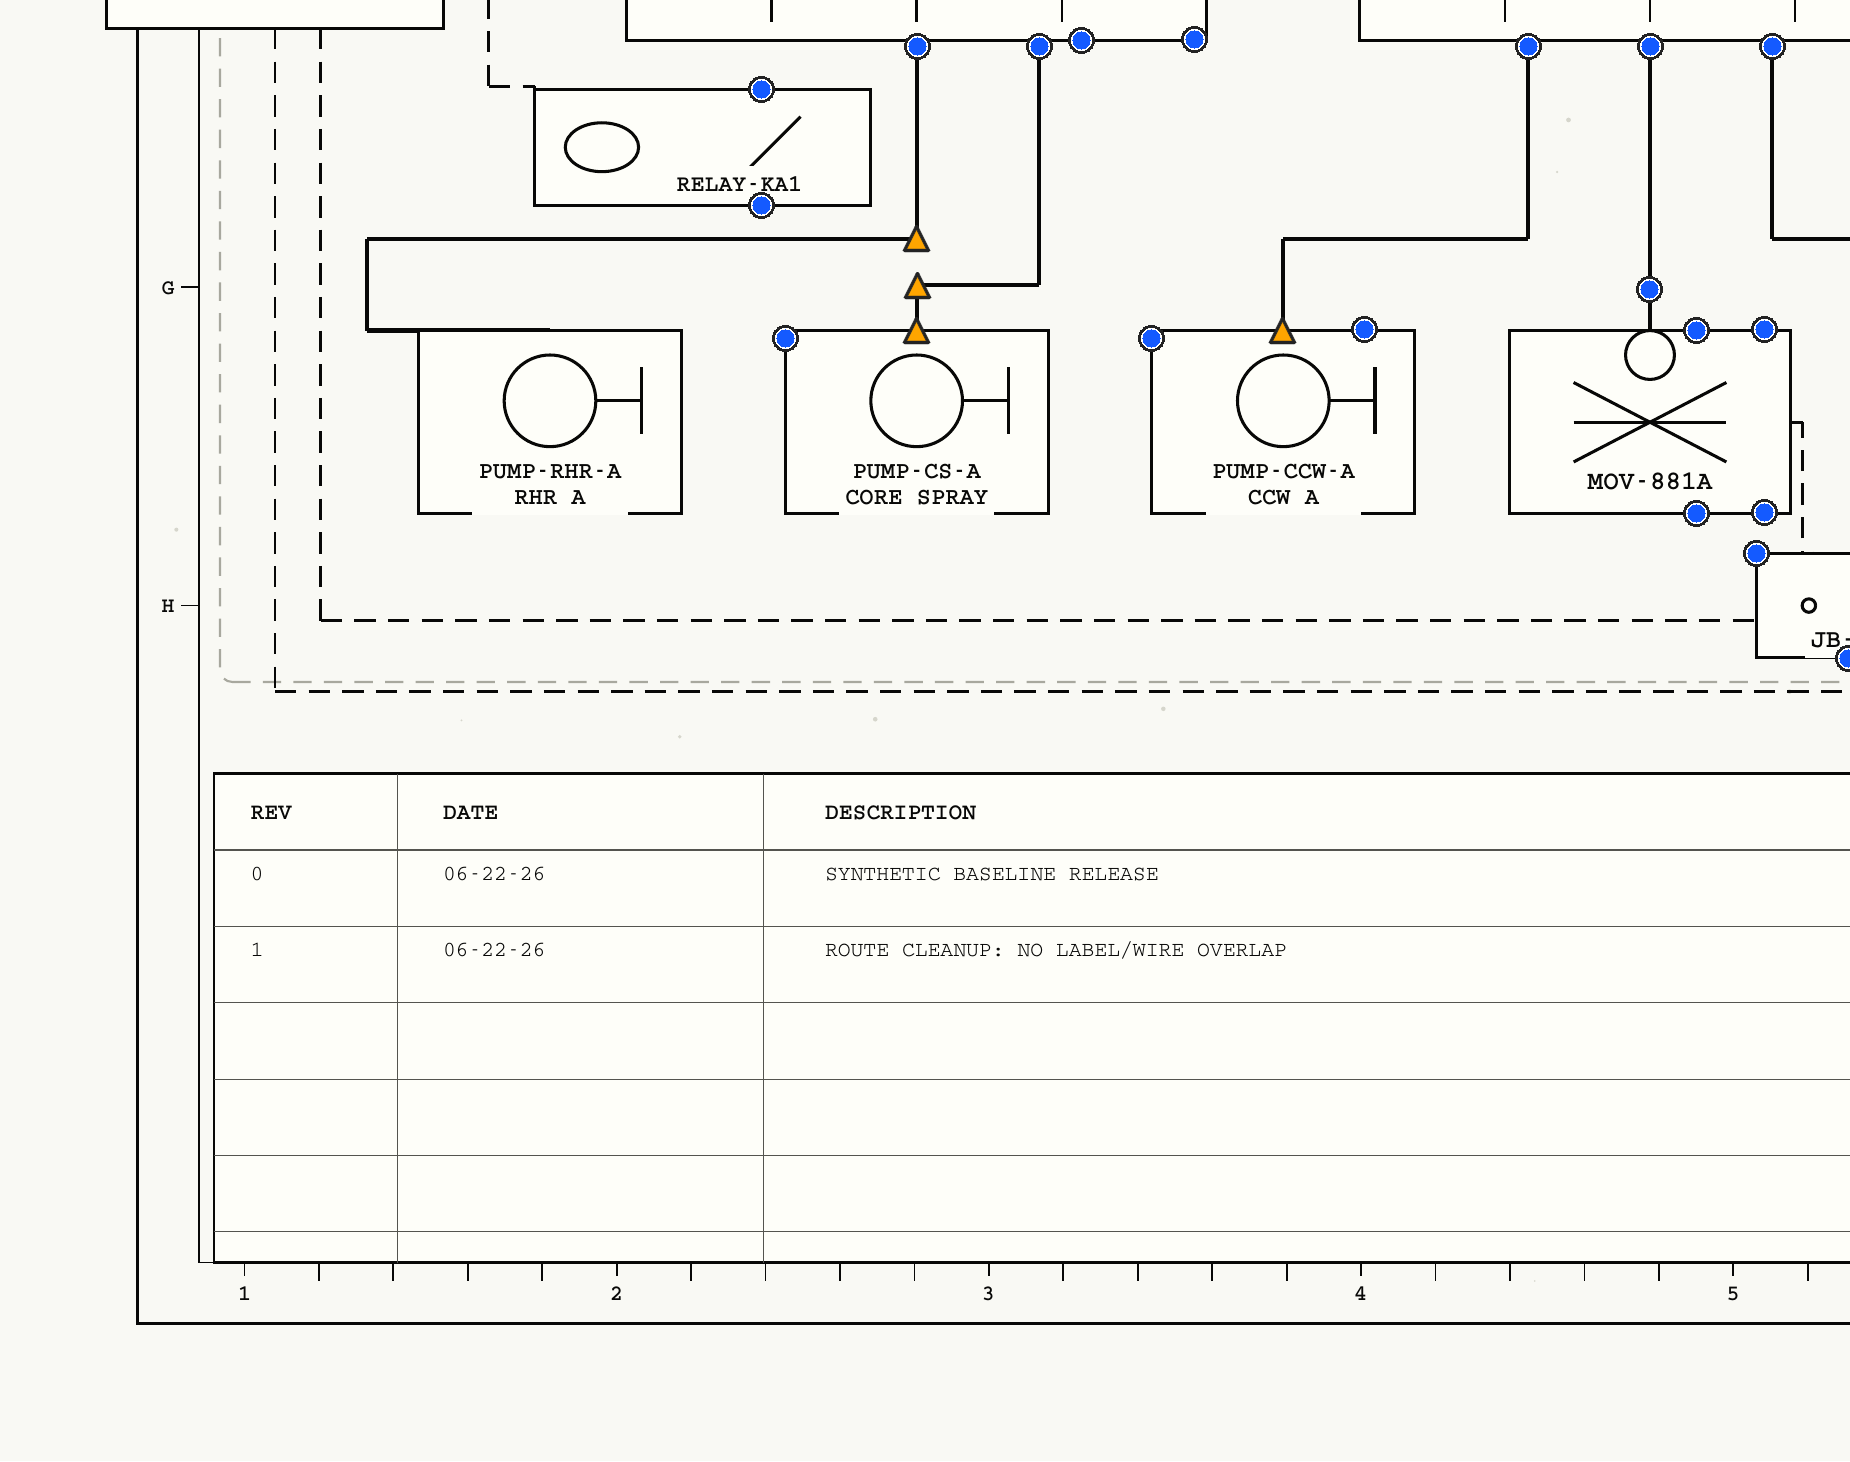 RELAY-KA1
G
PUMP-RHR-A
RHR A
PUMP-CS-A
CORE SPRAY
PUMP-CCW-A
CCW A
MOV-881A
H
JB-
REV DATE DESCRIPTION
0 06-22-26 SYNTHETIC BASELINE RELEASE
1 06-22-26 ROUTE CLEANUP: NO LABEL/WIRE OVERLAP
1 2 3 4 5